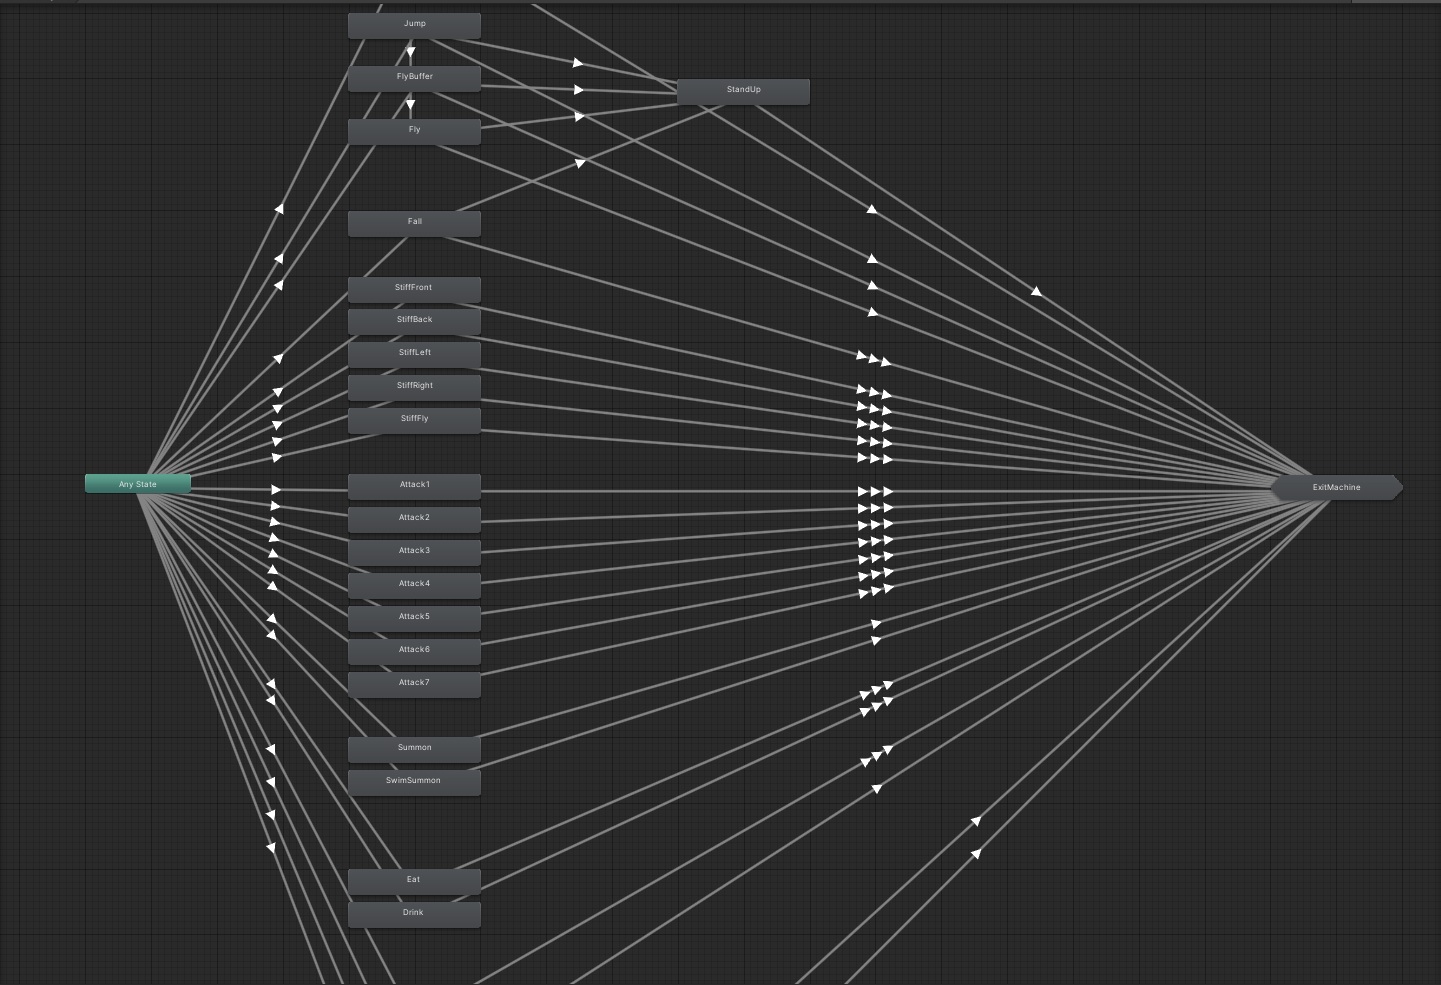 Jump
FlyBuffer
StandUp
Fly
Fall
StiffFront
StiffBack
StiffLeft
StiffRight
StiffFly
Any State
Attack1
ExitMachine
Attack2
Attack3
Attack4
Attack5
Attack6
Attack7
Summon
SwimSummon
Eat
Drink